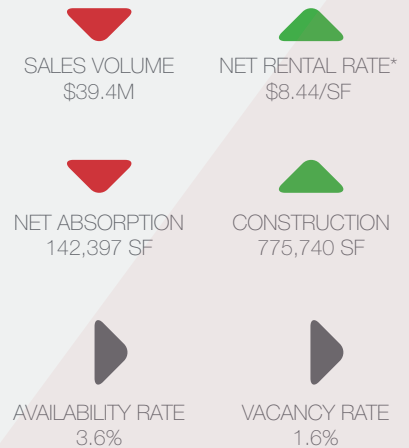 SALES VOLUME
$39.4M
NET RENTAL RATE*
$8.44/SF
NET ABSORPTION
142,397 SF
CONSTRUCTION
775,740 SF
AVAILABILITY RATE
3.6%
VACANCY RATE
1.6%